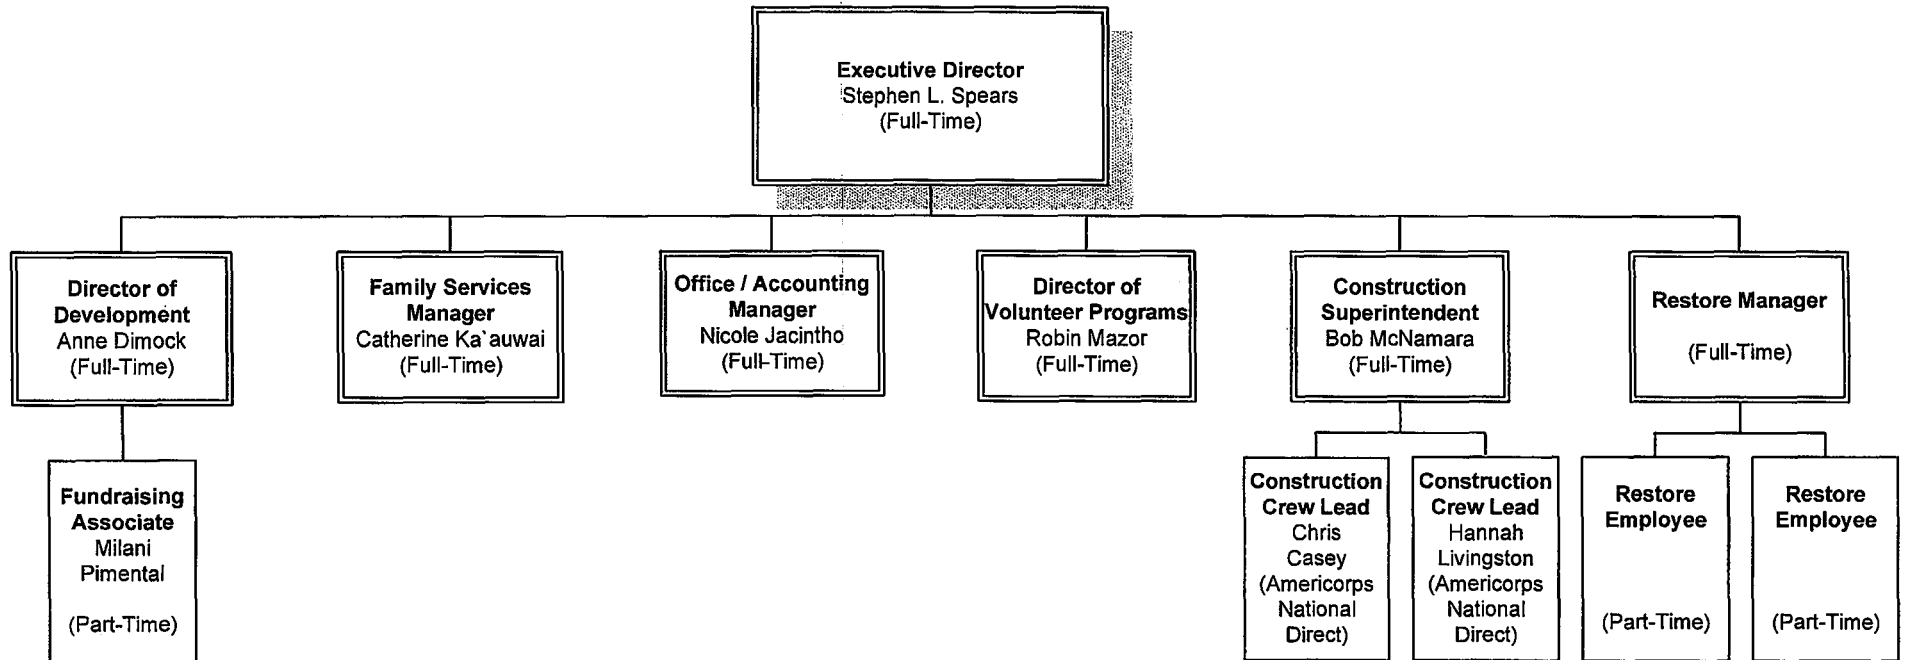 Executive Director
Stephen L. Spears
(Full-Time)
Director of
Development
Anne Dimock
(Full-Time)
Family Services
Manager
Catherine Ka`auwai
(Full-Time)
Office / Accounting
Manager
Nicole Jacintho
(Full-Time)
Director of
Volunteer Programs
Robin Mazor
(Full-Time)
Construction
Superintendent
Bob McNamara
(Full-Time)
Restore Manager
(Full-Time)
Fundraising
Associate
Milani
Pimental
(Part-Time)
Construction
Crew Lead
Chris
Casey
(Americorps
National
Direct)
Construction
Crew Lead
Hannah
Livingston
(Americorps
National
Direct)
Restore
Employee
(Part-Time)
Restore
Employee
(Part-Time)